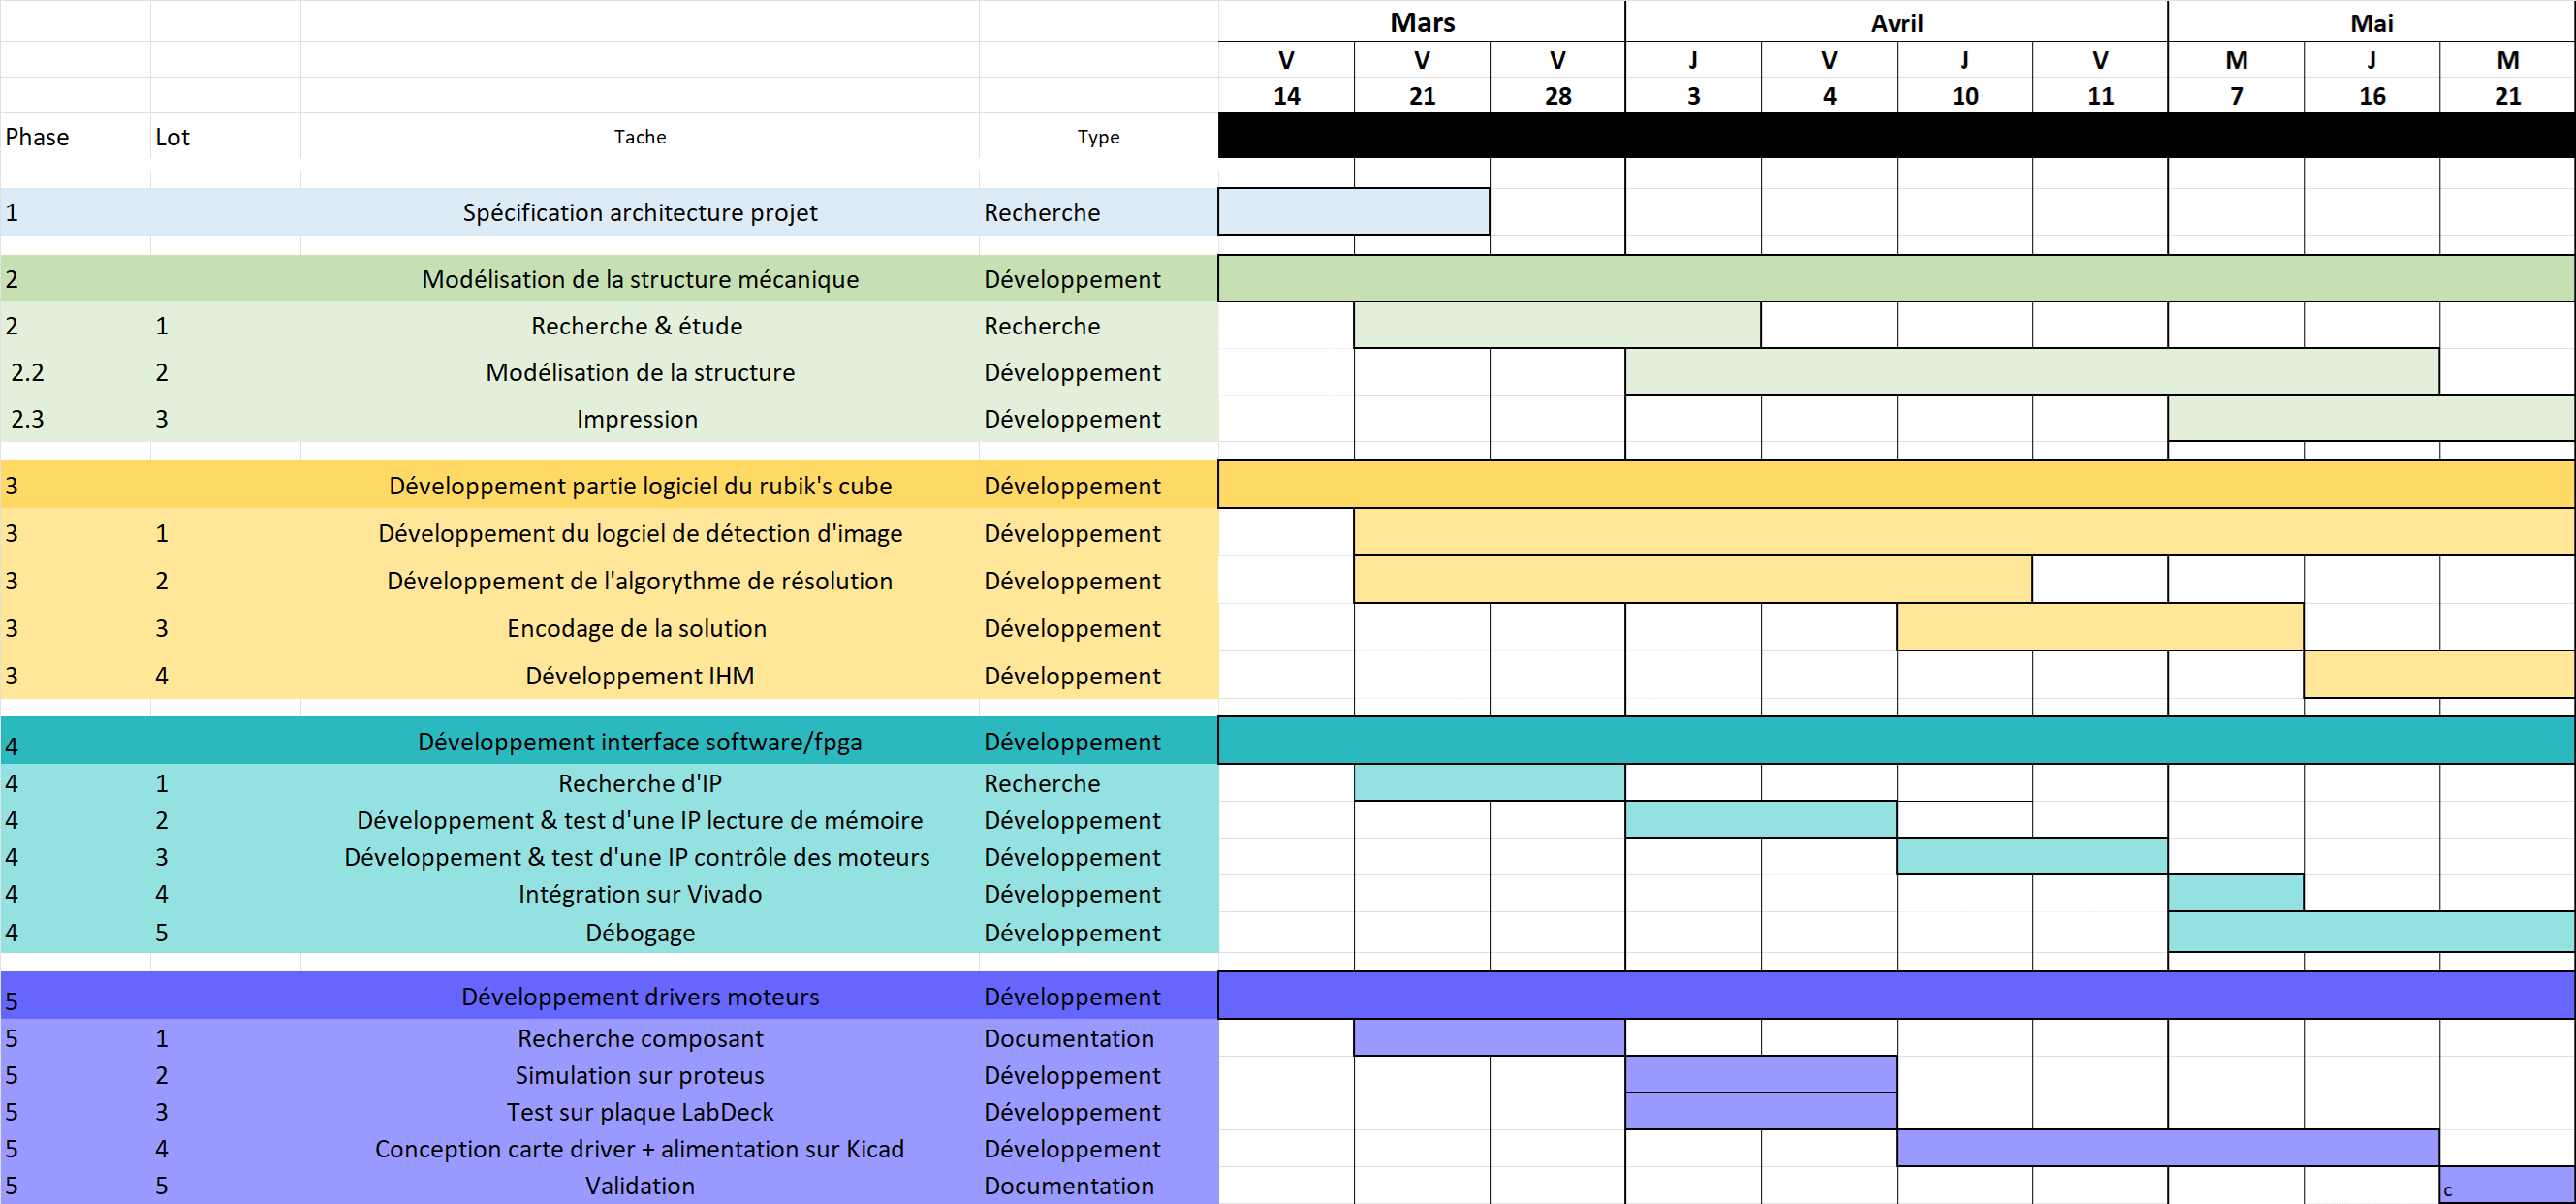 Mars Avril Mai
V V V J V J V M J M
14 21 28 3 4 10 11 7 16 21
Phase Lot Tache Type
1 Spécification architecture projet Recherche
2 Modélisation de la structure mécanique Développement
2 1 Recherche & étude Recherche
2.2 2 Modélisation de la structure Développement
2.3 3 Impression Développement
3 Développement partie logiciel du rubik's cube Développement
3 1 Développement du logciel de détection d'image Développement
3 2 Développement de l'algorythme de résolution Développement
3 3 Encodage de la solution Développement
3 4 Développement IHM Développement
4 Développement interface software/fpga Développement
4 1 Recherche d'IP Recherche
4 2 Développement & test d'une IP lecture de mémoire Développement
4 3 Développement & test d'une IP contrôle des moteurs Développement
4 4 Intégration sur Vivado Développement
4 5 Débogage Développement
5 Développement drivers moteurs Développement
5 1 Recherche composant Documentation
5 2 Simulation sur proteus Développement
5 3 Test sur plaque LabDeck Développement
5 4 Conception carte driver + alimentation sur Kicad Développement
5 5 Validation Documentation c